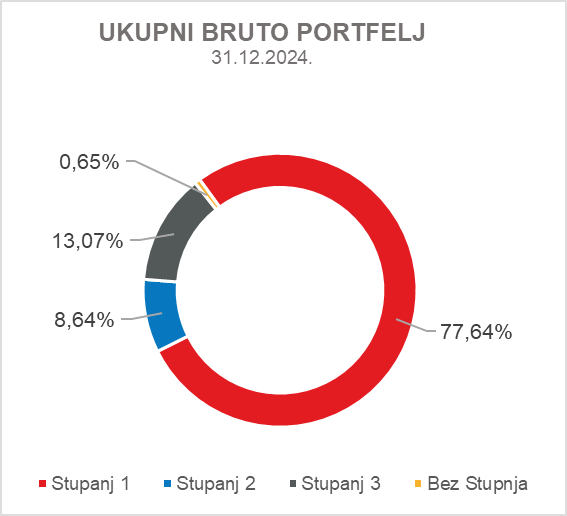 UKUPNI BRUTO PORTFELJ
31.12.2024.
0,65%
13,07%
8,64%
77,64%
Stupanj 1 Stupanj 2 Stupanj 3 Bez Stupnja